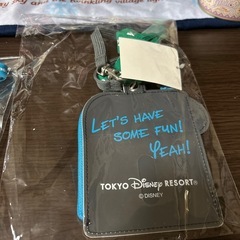 LET'S HAVE
SOME FUN!
YEAH!
TOKYO Disney RESORT®
© DISNEY